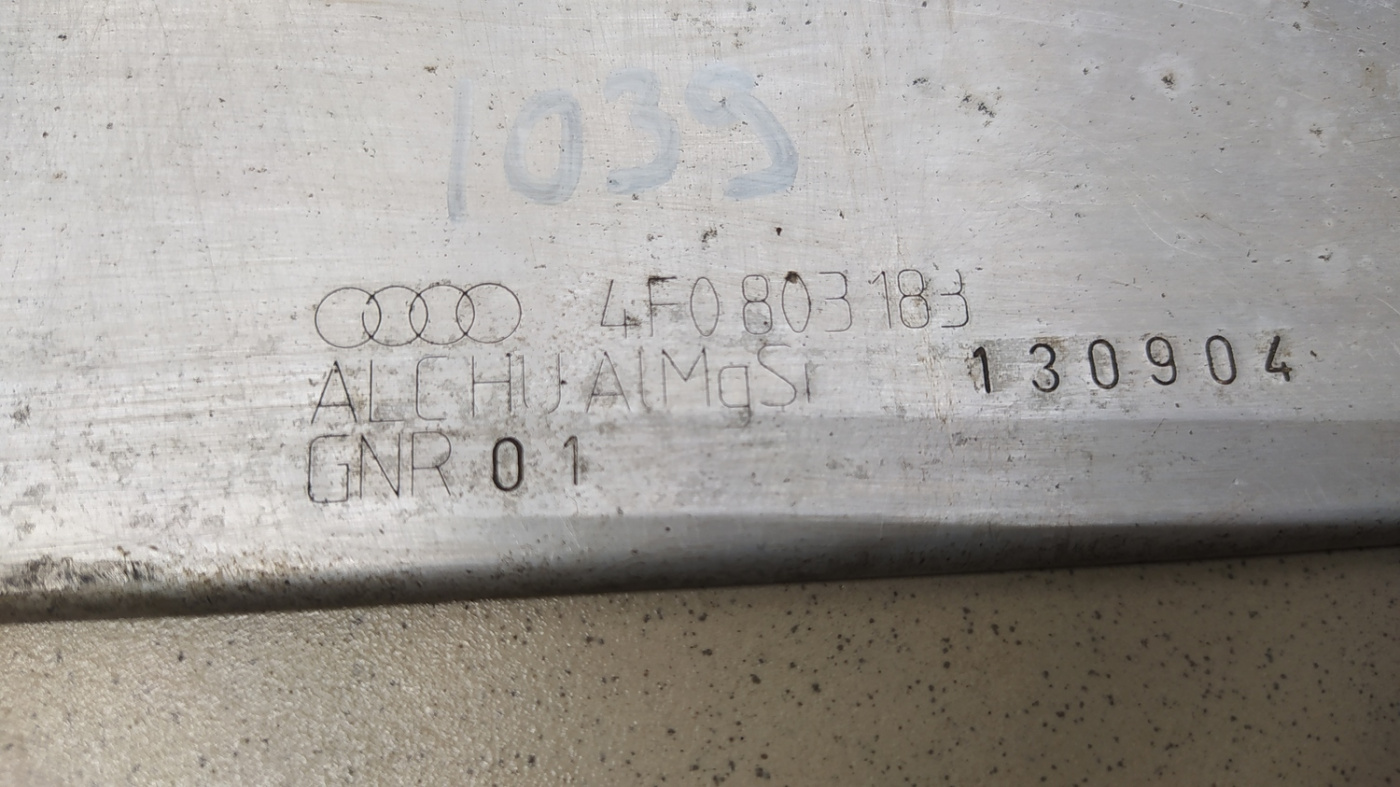 1039
4F0 803 183
ALCHU AlMgSi
130904
GNR 01